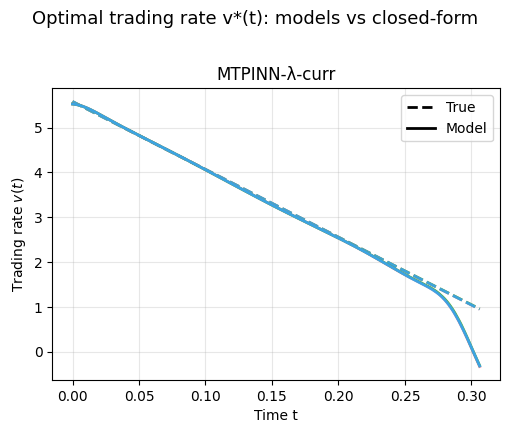 Optimal trading rate v*(t): models vs closed-form
MTPINN-λ-curr
True
Model
Trading rate v(t)
5
4
3
2
1
0
0.00 0.05 0.10 0.15 0.20 0.25 0.30
Time t